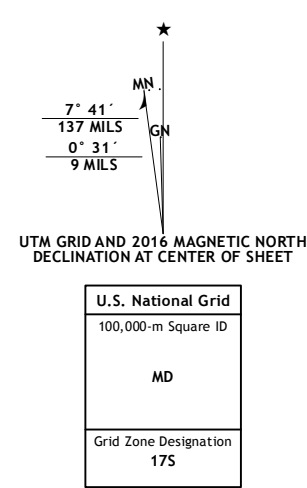 ★
MN
7° 41´
137 MILS
GN
0° 31´
9 MILS
UTM GRID AND 2016 MAGNETIC NORTH
DECLINATION AT CENTER OF SHEET
U.S. National Grid
100,000-m Square ID
MD
Grid Zone Designation
17S